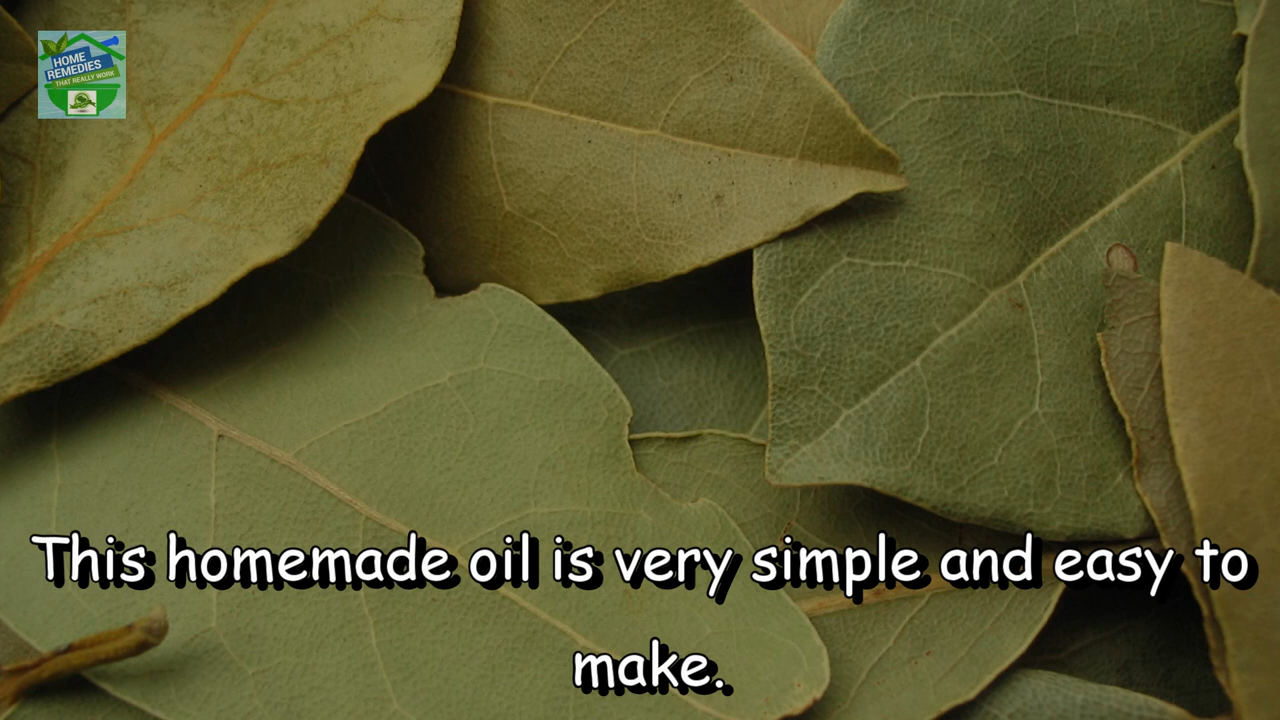 HOME
REMEDIES
THAT REALLY WORK
This homemade oil is very simple and easy to
make.